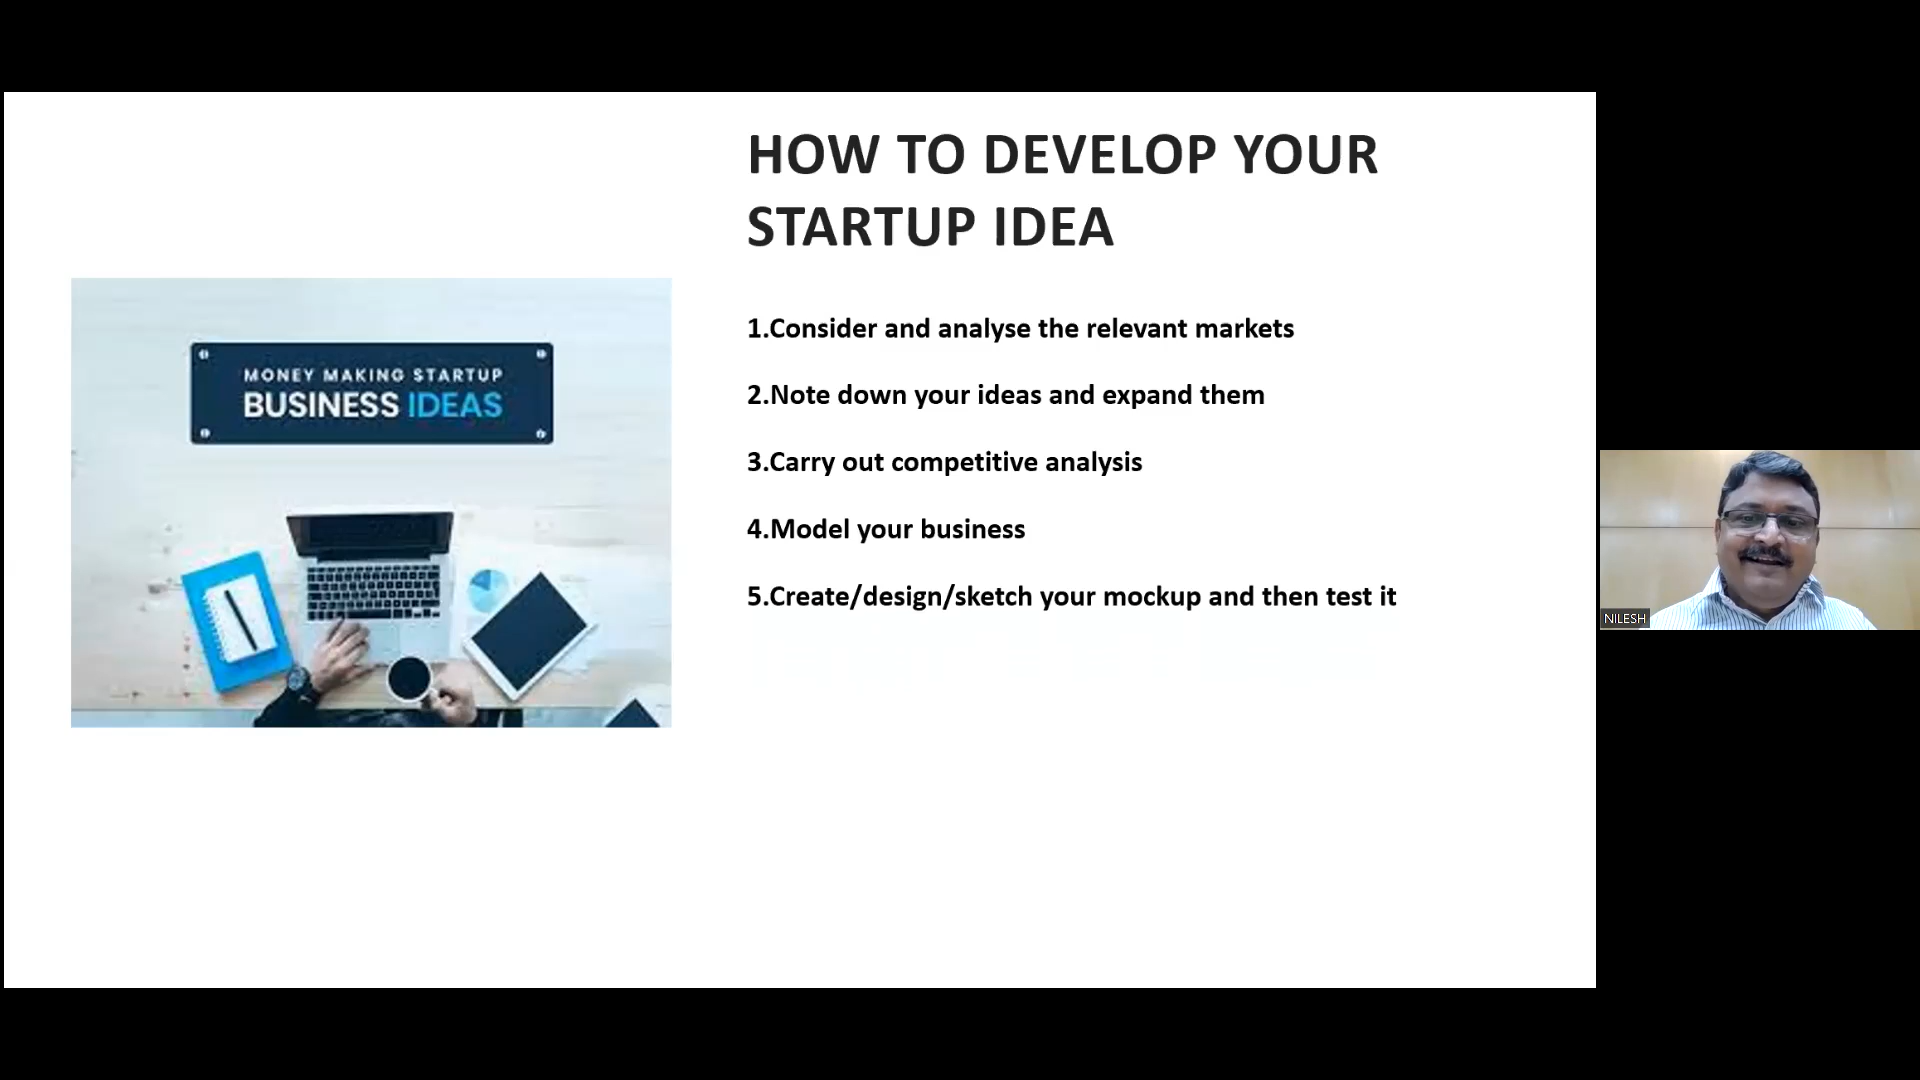 HOW TO DEVELOP YOUR
STARTUP IDEA
MONEY MAKING STARTUP
BUSINESS IDEAS
1.Consider and analyse the relevant markets
2.Note down your ideas and expand them
3.Carry out competitive analysis
4.Model your business
5.Create/design/sketch your mockup and then test it
NILESH